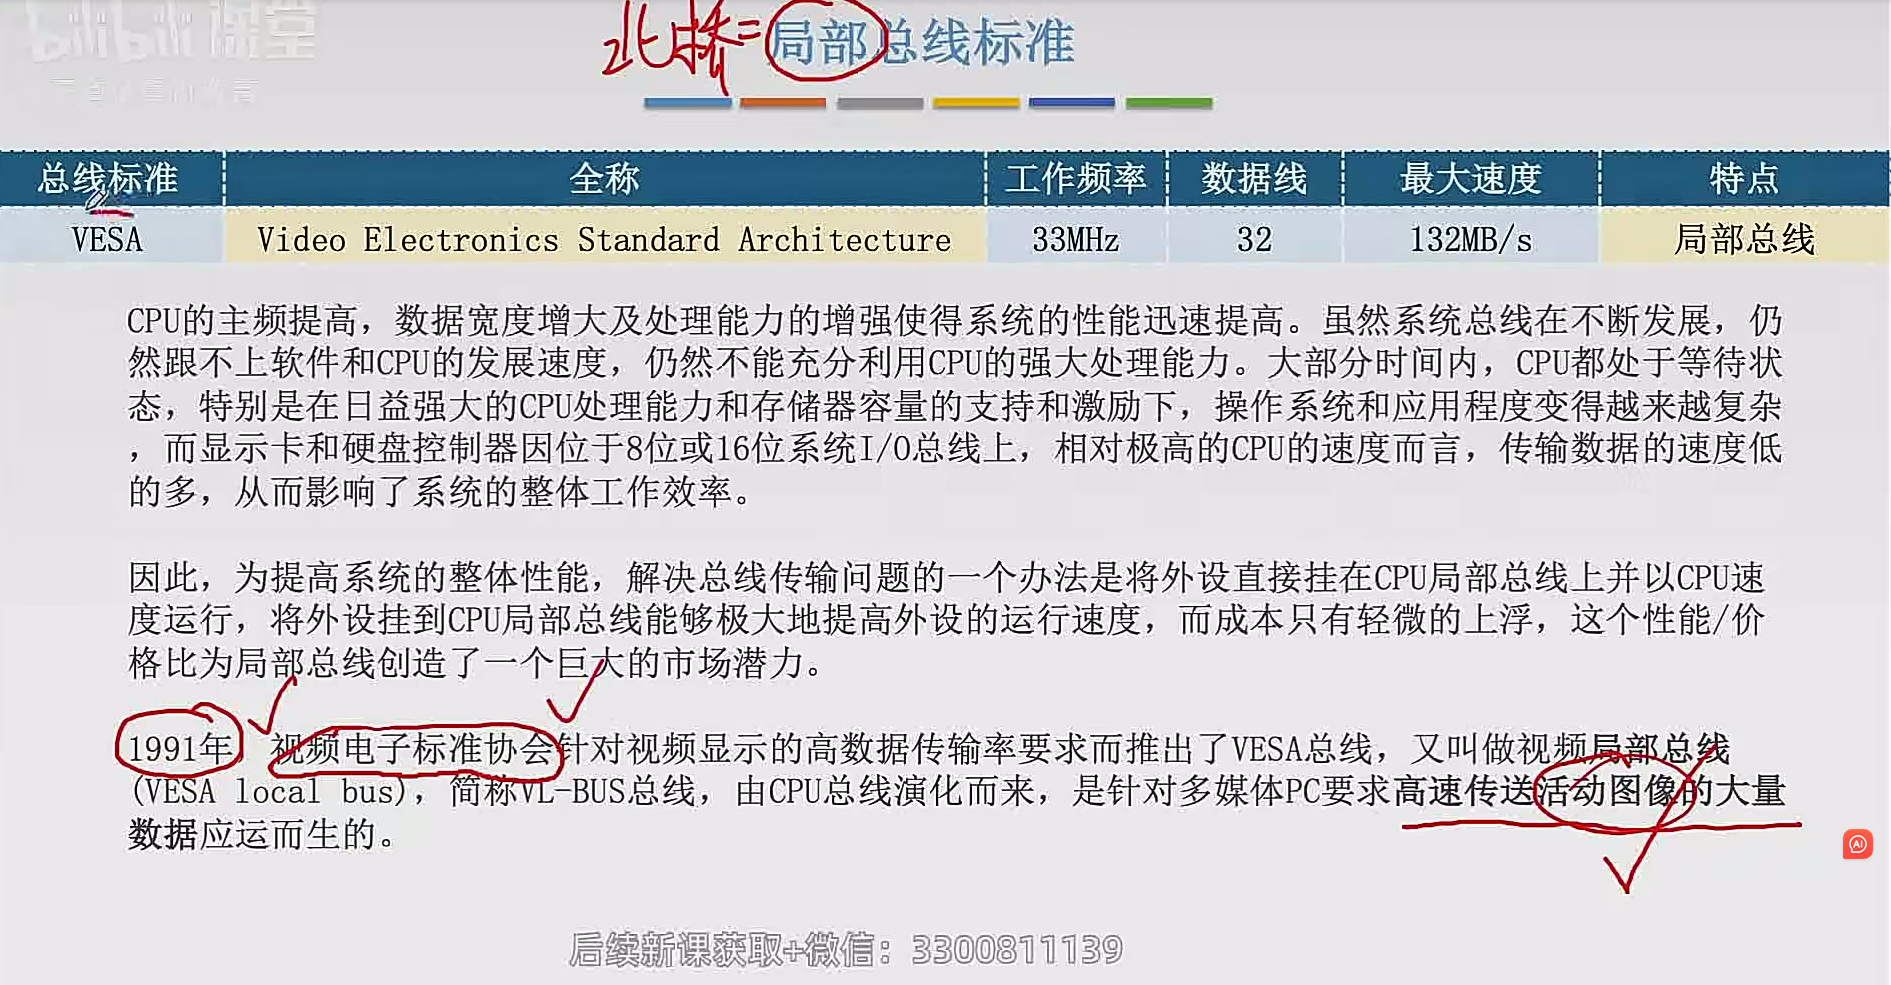 课堂
北桥=局部总线标准
总线标准 全称 工作频率 数据线 最大速度 特点
VESA Video Electronics Standard Architecture 33MHz 32 132MB/s 局部总线
CPU的主频提高，数据宽度增大及处理能力的增强使得系统的性能迅速提高。虽然系统总线在不断发展，仍
然跟不上软件和CPU的发展速度，仍然不能充分利用CPU的强大处理能力。大部分时间内，CPU都处于等待状
态，特别是在日益强大的CPU处理能力和存储器容量的支持和激励下，操作系统和应用程度变得越来越复杂
，而显示卡和硬盘控制器因位于8位或16位系统I/O总线上，相对极高的CPU的速度而言，传输数据的速度低
的多，从而影响了系统的整体工作效率。
因此，为提高系统的整体性能，解决总线传输问题的一个办法是将外设直接挂在CPU局部总线上并以CPU速
度运行，将外设挂到CPU局部总线能够极大地提高外设的运行速度，而成本只有轻微的上浮，这个性能/价
格比为局部总线创造了一个巨大的市场潜力。
1991年，视频电子标准协会针对视频显示的高数据传输率要求而推出了VESA总线，又叫做视频局部总线
(VESA local bus)，简称VL-BUS总线，由CPU总线演化而来，是针对多媒体PC要求高速传送活动图像的大量
数据应运而生的。
AI
后续新课获取+微信：3300811139